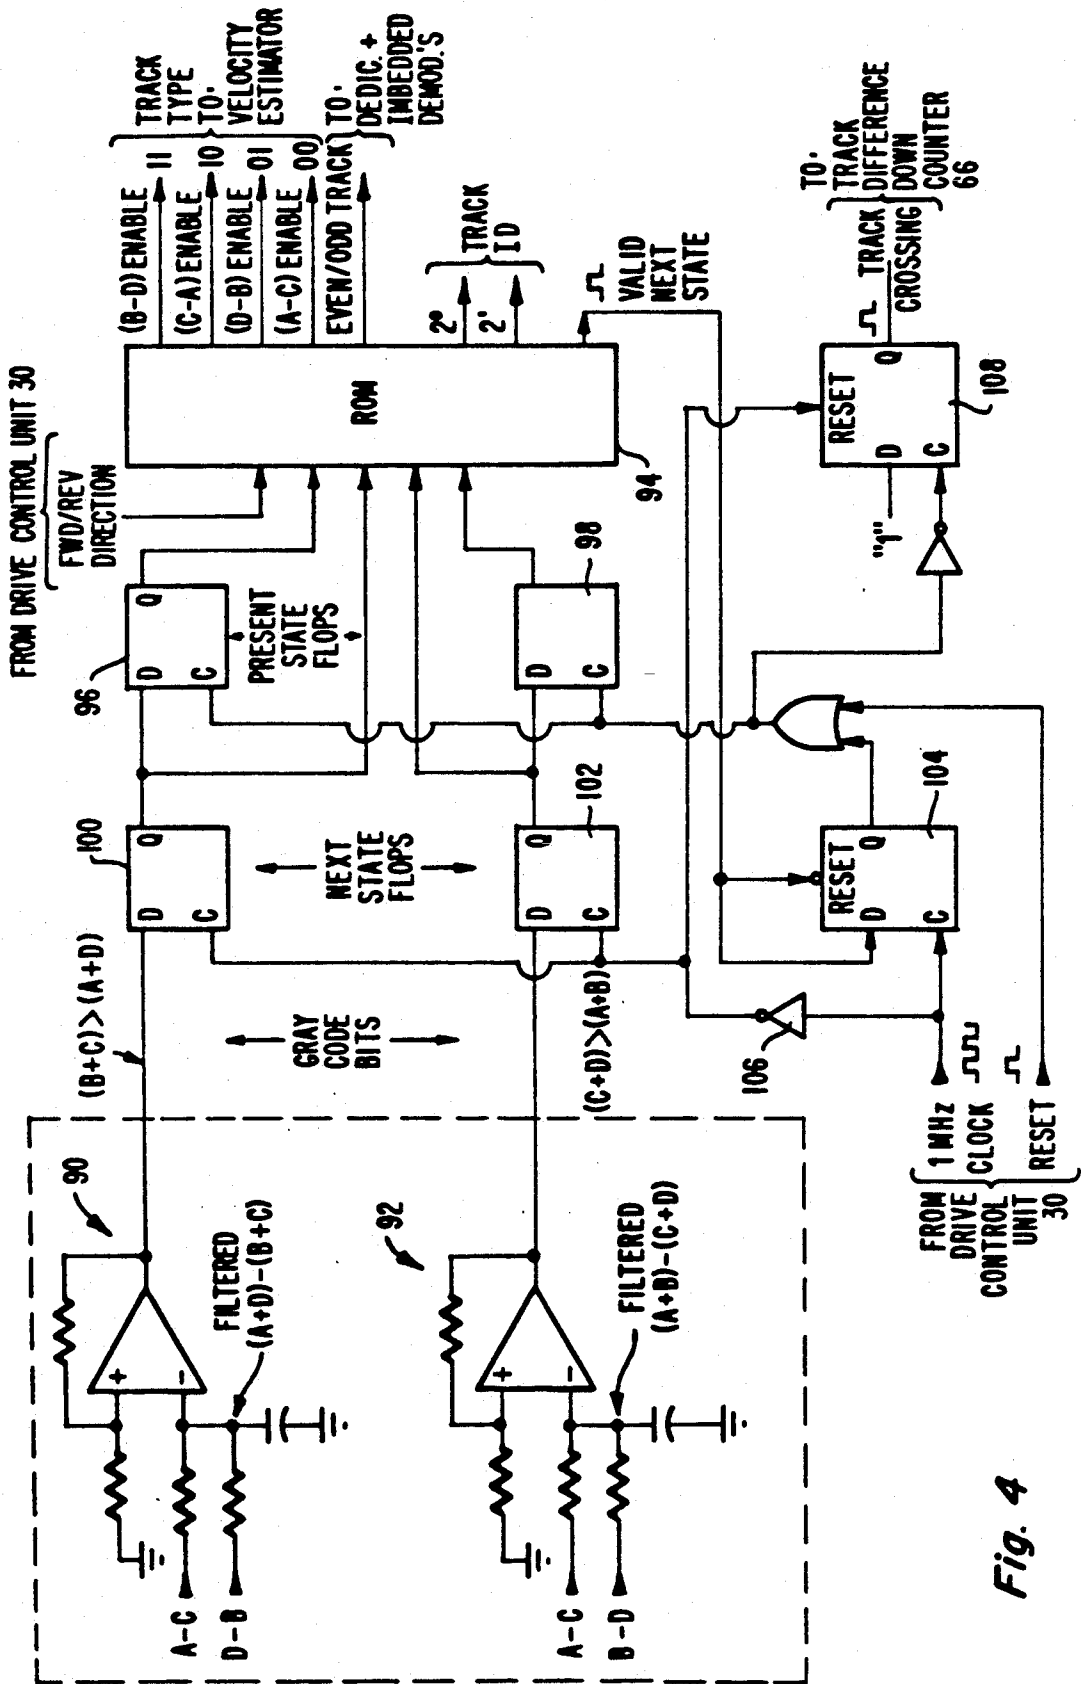 FROM DRIVE CONTROL UNIT 30
FWD/REV
DIRECTION
(B-D) ENABLE 11
(C-A) ENABLE 10
(D-B) ENABLE 01
(A-C) ENABLE 00
TRACK
TYPE
TO
VELOCITY
ESTIMATOR
EVEN/ODD TRACK
TO
DEDIC. +
IMBEDDED
DEMOD.'S
2⁰
2'
TRACK
ID
VALID
NEXT
STATE
ROM
94
96
D Q
C
PRESENT
STATE
FLOPS
98
D
C
100
D Q
C
NEXT
STATE
FLOPS
102
D Q
C
(B+C)>(A+D)
GRAY
CODE
BITS
(C+D)>(A+B)
90
+
-
A-C
D-B
FILTERED
(A+D)-(B+C)
92
+
-
A-C
B-D
FILTERED
(A+B)-(C+D)
106
104
RESET
D Q
C
"1"
108
RESET
D Q
C
TRACK
CROSSING
TO
TRACK
DIFFERENCE
DOWN
COUNTER
66
1 MHz
CLOCK
RESET
FROM
DRIVE
CONTROL
UNIT
30
Fig. 4